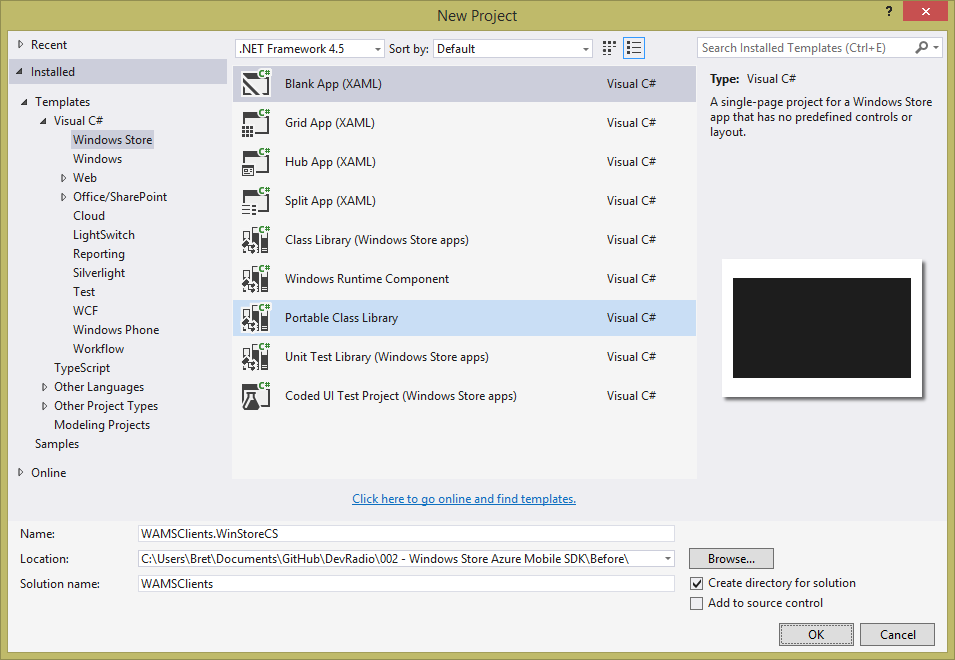 New Project
?
Recent
Installed
Templates
Visual C#
Windows Store
Windows
Web
Office/SharePoint
Cloud
LightSwitch
Reporting
Silverlight
Test
WCF
Windows Phone
Workflow
TypeScript
Other Languages
Other Project Types
Modeling Projects
Samples
Online
.NET Framework 4.5 Sort by: Default
C# Blank App (XAML) Visual C#
C# Grid App (XAML) Visual C#
C# Hub App (XAML) Visual C#
C# Split App (XAML) Visual C#
C# Class Library (Windows Store apps) Visual C#
C# Windows Runtime Component Visual C#
C# Portable Class Library Visual C#
C# Unit Test Library (Windows Store apps) Visual C#
C# Coded UI Test Project (Windows Store apps) Visual C#
Click here to go online and find templates.
Search Installed Templates (Ctrl+E)
Type: Visual C#
A single-page project for a Windows Store
app that has no predefined controls or
layout.
Name: WAMSClients.WinStoreCS
Location: C:\Users\Bret\Documents\GitHub\DevRadio\002 - Windows Store Azure Mobile SDK\Before\ Browse...
Solution name: WAMSClients
Create directory for solution
Add to source control
OK Cancel